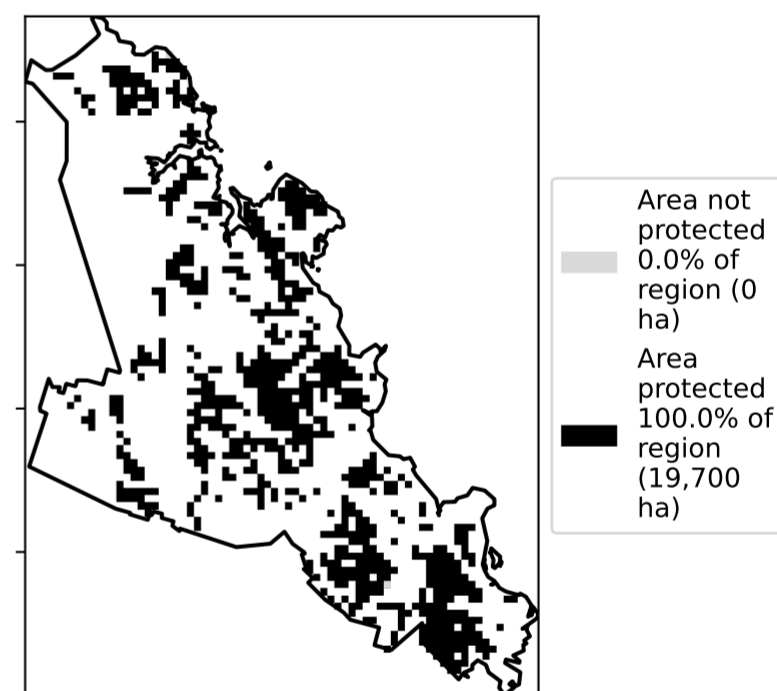 Area not
protected
0.0% of
region (0
ha)
Area
protected
100.0% of
region
(19,700
ha)